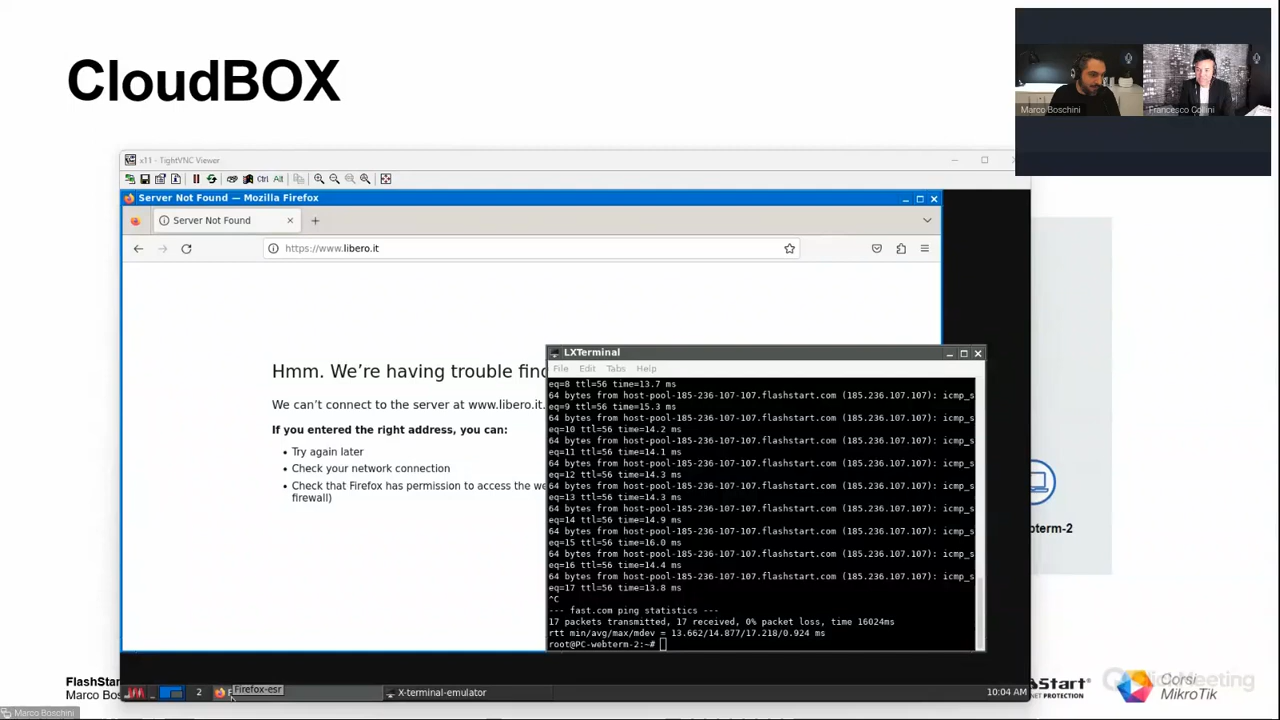 CloudBOX
Marco Boschini
Francesco Collini
x11 - TightVNC Viewer
Ctrl Alt
Server Not Found — Mozilla Firefox
Server Not Found
https://www.libero.it
Hmm. We're having trouble find
We can't connect to the server at www.libero.it.
If you entered the right address, you can:
• Try again later
• Check your network connection
• Check that Firefox has permission to access the we
firewall)
LXTerminal
File Edit Tabs Help
eq=8 ttl=56 time=13.7 ms
64 bytes from host-pool-185-236-107-107.flashstart.com (185.236.107.107): icmp_s
eq=9 ttl=56 time=15.3 ms
64 bytes from host-pool-185-236-107-107.flashstart.com (185.236.107.107): icmp_s
eq=10 ttl=56 time=14.2 ms
64 bytes from host-pool-185-236-107-107.flashstart.com (185.236.107.107): icmp_s
eq=11 ttl=56 time=14.1 ms
64 bytes from host-pool-185-236-107-107.flashstart.com (185.236.107.107): icmp_s
eq=12 ttl=56 time=14.3 ms
64 bytes from host-pool-185-236-107-107.flashstart.com (185.236.107.107): icmp_s
eq=13 ttl=56 time=14.3 ms
64 bytes from host-pool-185-236-107-107.flashstart.com (185.236.107.107): icmp_s
eq=14 ttl=56 time=14.9 ms
64 bytes from host-pool-185-236-107-107.flashstart.com (185.236.107.107): icmp_s
eq=15 ttl=56 time=16.0 ms
64 bytes from host-pool-185-236-107-107.flashstart.com (185.236.107.107): icmp_s
eq=16 ttl=56 time=14.4 ms
64 bytes from host-pool-185-236-107-107.flashstart.com (185.236.107.107): icmp_s
eq=17 ttl=56 time=13.8 ms
^C
--- fast.com ping statistics ---
17 packets transmitted, 17 received, 0% packet loss, time 16024ms
rtt min/avg/max/mdev = 13.662/14.877/17.218/0.924 ms
root@PC-webterm-2:~#
bterm-2
2
Firefox-esr
X-terminal-emulator
10:04 AM
FlashStar
Marco Bos
Start
NET PROTECTION
Meeting
Corsi
MikroTik
Marco Boschini